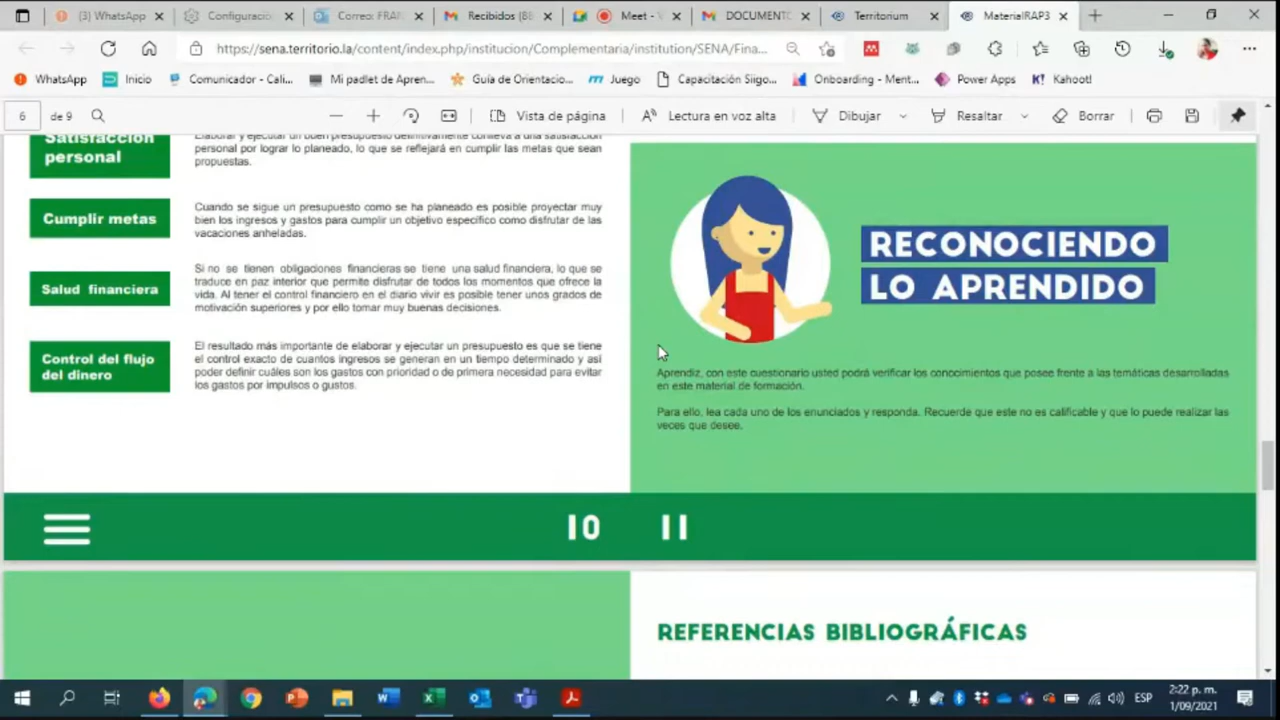 (3) WhatsApp
Configuració
Correo: FRAN
Recibidos (8
Meet - V
DOCUMENTO
Territorium
MaterialRAP3
https://sena.territorio.la/content/index.php/institucion/Complementaria/institution/SENA/Fina...
WhatsApp
Inicio
Comunicador - Cali...
Mi padlet de Apren...
Guía de Orientacio...
Juego
Capacitación Siigo...
Onboarding - Ment...
Power Apps
K! Kahoot!
6 de 9
Vista de página
Lectura en voz alta
Dibujar
Resaltar
Borrar
Satisfacción
personal
Elaborar y ejecutar un buen presupuesto definitivamente conlleva a una satisfacción
personal por lograr lo planeado, lo que se reflejará en cumplir las metas que sean
propuestas.
Cumplir metas
Cuando se sigue un presupuesto como se ha planeado es posible proyectar muy
bien los ingresos y gastos para cumplir un objetivo específico como disfrutar de las
vacaciones anheladas.
Salud financiera
Si no se tienen obligaciones financieras se tiene una salud financiera, lo que se
traduce en paz interior que permite disfrutar de todos los momentos que ofrece la
vida. Al tener el control financiero en el diario vivir es posible tener unos grados de
motivación superiores y por ello tomar muy buenas decisiones.
Control del flujo
del dinero
El resultado más importante de elaborar y ejecutar un presupuesto es que se tiene
el control exacto de cuantos ingresos se generan en un tiempo determinado y así
poder definir cuáles son los gastos con prioridad o de primera necesidad para evitar
los gastos por impulsos o gustos.
10
RECONOCIENDO
LO APRENDIDO
Aprendiz, con este cuestionario usted podrá verificar los conocimientos que posee frente a las temáticas desarrolladas
en este material de formación.
Para ello, lea cada uno de los enunciados y responda. Recuerde que este no es calificable y que lo puede realizar las
veces que desee.
11
REFERENCIAS BIBLIOGRÁFICAS
ESP
2:22 p. m.
1/09/2021